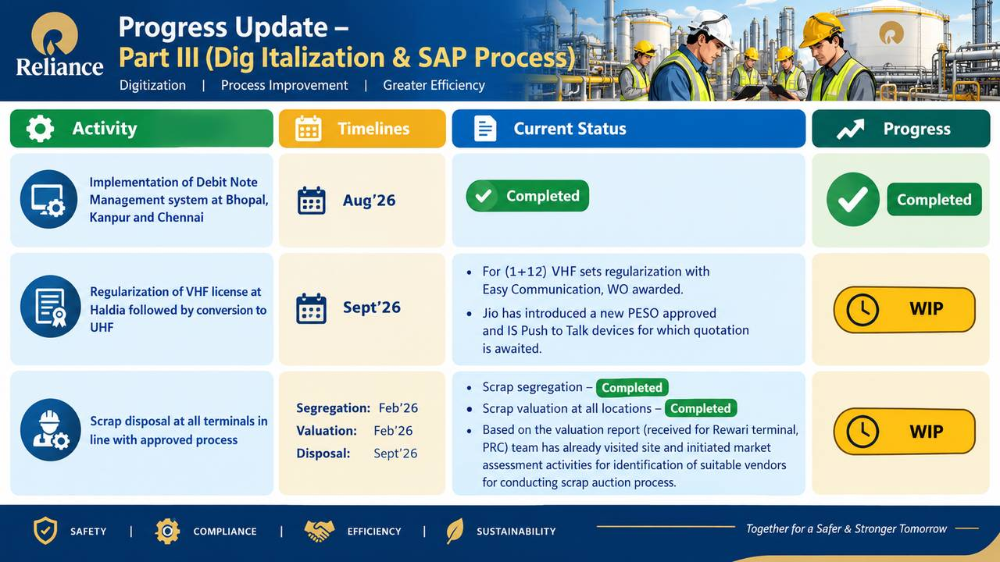 Reliance
Progress Update –
Part III (Dig Italization & SAP Process)
Digitization | Process Improvement | Greater Efficiency
Activity
Timelines
Current Status
Progress
Implementation of Debit Note
Management system at Bhopal,
Kanpur and Chennai
Aug’26
Completed
Completed
Regularization of VHF license at
Haldia followed by conversion to
UHF
Sept’26
• For (1+12) VHF sets regularization with
Easy Communication, WO awarded.
• Jio has introduced a new PESO approved
and IS Push to Talk devices for which quotation
is awaited.
WIP
Scrap disposal at all terminals in
line with approved process
Segregation: Feb’26
Valuation: Feb’26
Disposal: Sept’26
• Scrap segregation – Completed
• Scrap valuation at all locations – Completed
• Based on the valuation report (received for Rewari terminal,
PRC) team has already visited site and initiated market
assessment activities for identification of suitable vendors
for conducting scrap auction process.
WIP
SAFETY | COMPLIANCE | EFFICIENCY | SUSTAINABILITY
Together for a Safer & Stronger Tomorrow